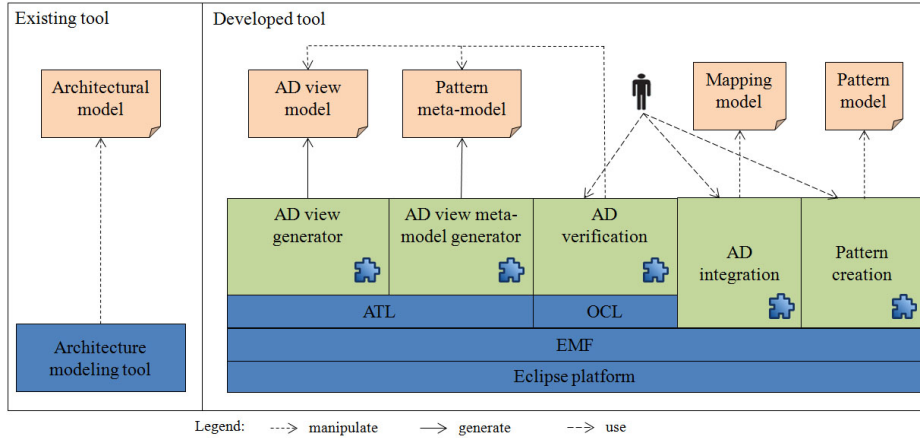 Existing tool
Developed tool
Architectural
model
AD view
model
Pattern
meta-model
Mapping
model
Pattern
model
AD view
generator
AD view meta-
model generator
AD
verification
AD
integration
Pattern
creation
ATL
OCL
Architecture
modeling tool
EMF
Eclipse platform
Legend: manipulate generate use